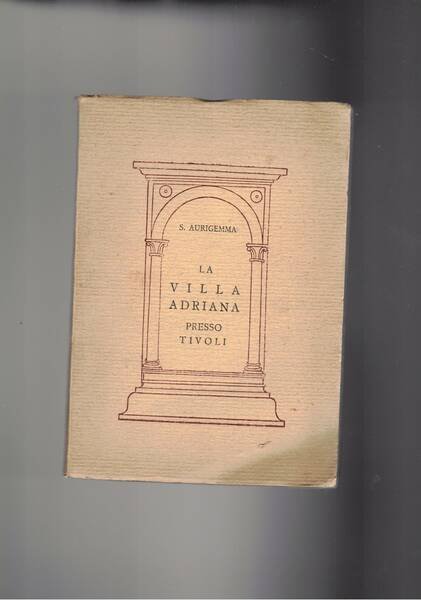 S. AURIGEMMA
LA
VILLA
ADRIANA
PRESSO
TIVOLI